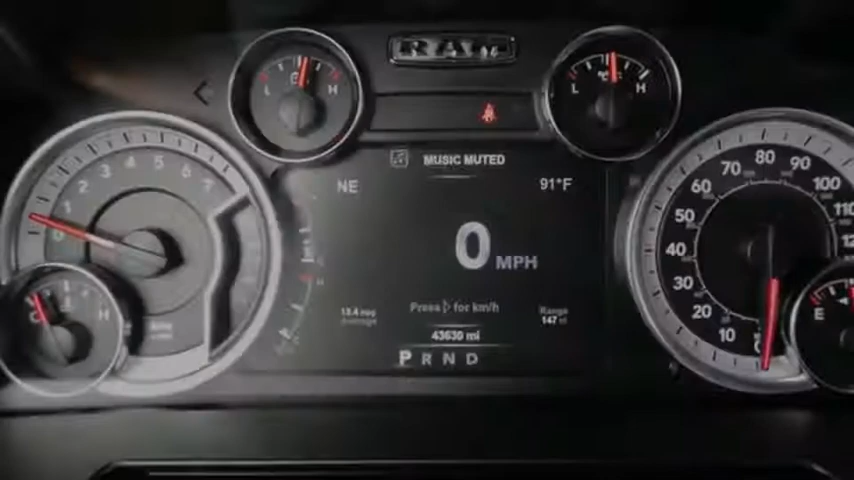 RAM
L H
L °C H
MUSIC MUTED
NE 91°F
1 2 3 4 5 6 7
0 MPH
10 20 30 40 50 60 70 80 90 100 110
Press ▷ for km/h
Range
147 mi
43630 mi
P R N D
C H
E